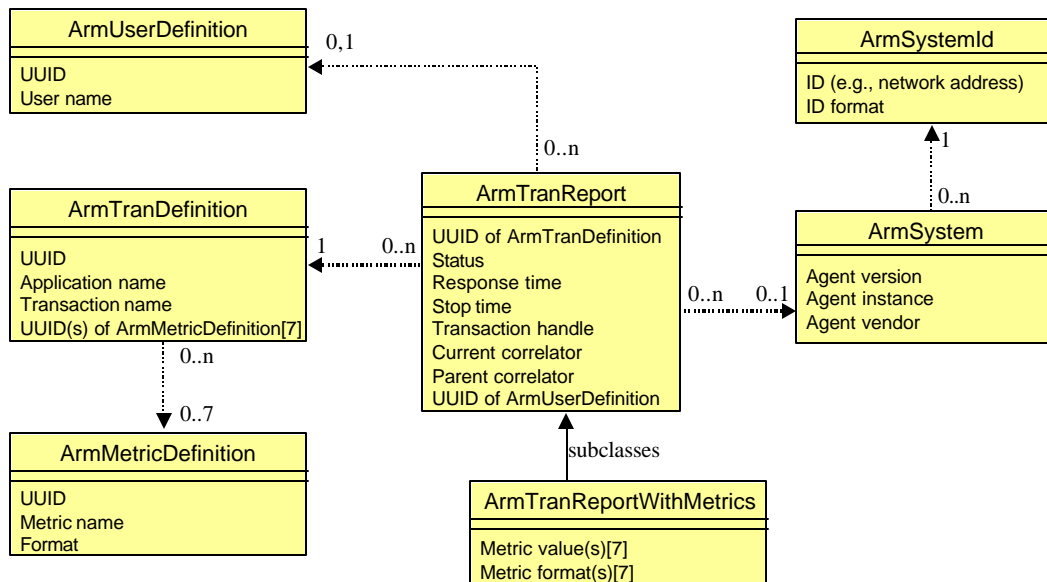 ArmUserDefinition
UUID
User name
0,1
0..n
ArmSystemId
ID (e.g., network address)
ID format
1
0..n
ArmTranDefinition
UUID
Application name
Transaction name
UUID(s) of ArmMetricDefinition[7]
1
0..n
ArmTranReport
UUID of ArmTranDefinition
Status
Response time
Stop time
Transaction handle
Current correlator
Parent correlator
UUID of ArmUserDefinition
0..n
0..1
ArmSystem
Agent version
Agent instance
Agent vendor
0..n
0..7
ArmMetricDefinition
UUID
Metric name
Format
subclasses
ArmTranReportWithMetrics
Metric value(s)[7]
Metric format(s)[7]